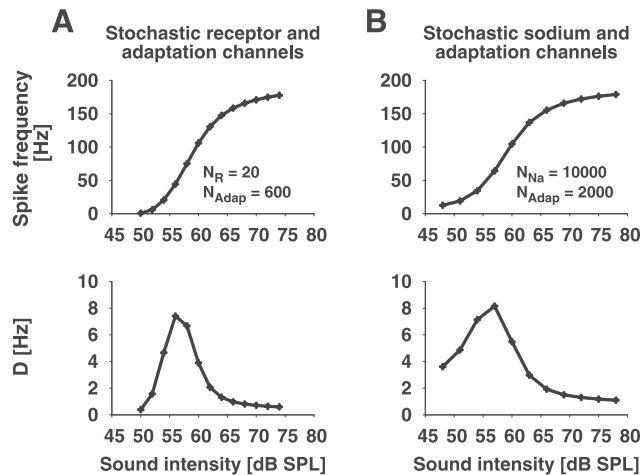 A
B
Stochastic receptor and
adaptation channels
Stochastic sodium and
adaptation channels
Spike frequency
[Hz]
200
150
100
50
0
N_R = 20
N_Adap = 600
45 50 55 60 65 70 75 80
200
150
100
50
0
N_Na = 10000
N_Adap = 2000
45 50 55 60 65 70 75 80
D [Hz]
10
8
6
4
2
0
45 50 55 60 65 70 75 80
Sound intensity [dB SPL]
10
8
6
4
2
0
45 50 55 60 65 70 75 80
Sound intensity [dB SPL]